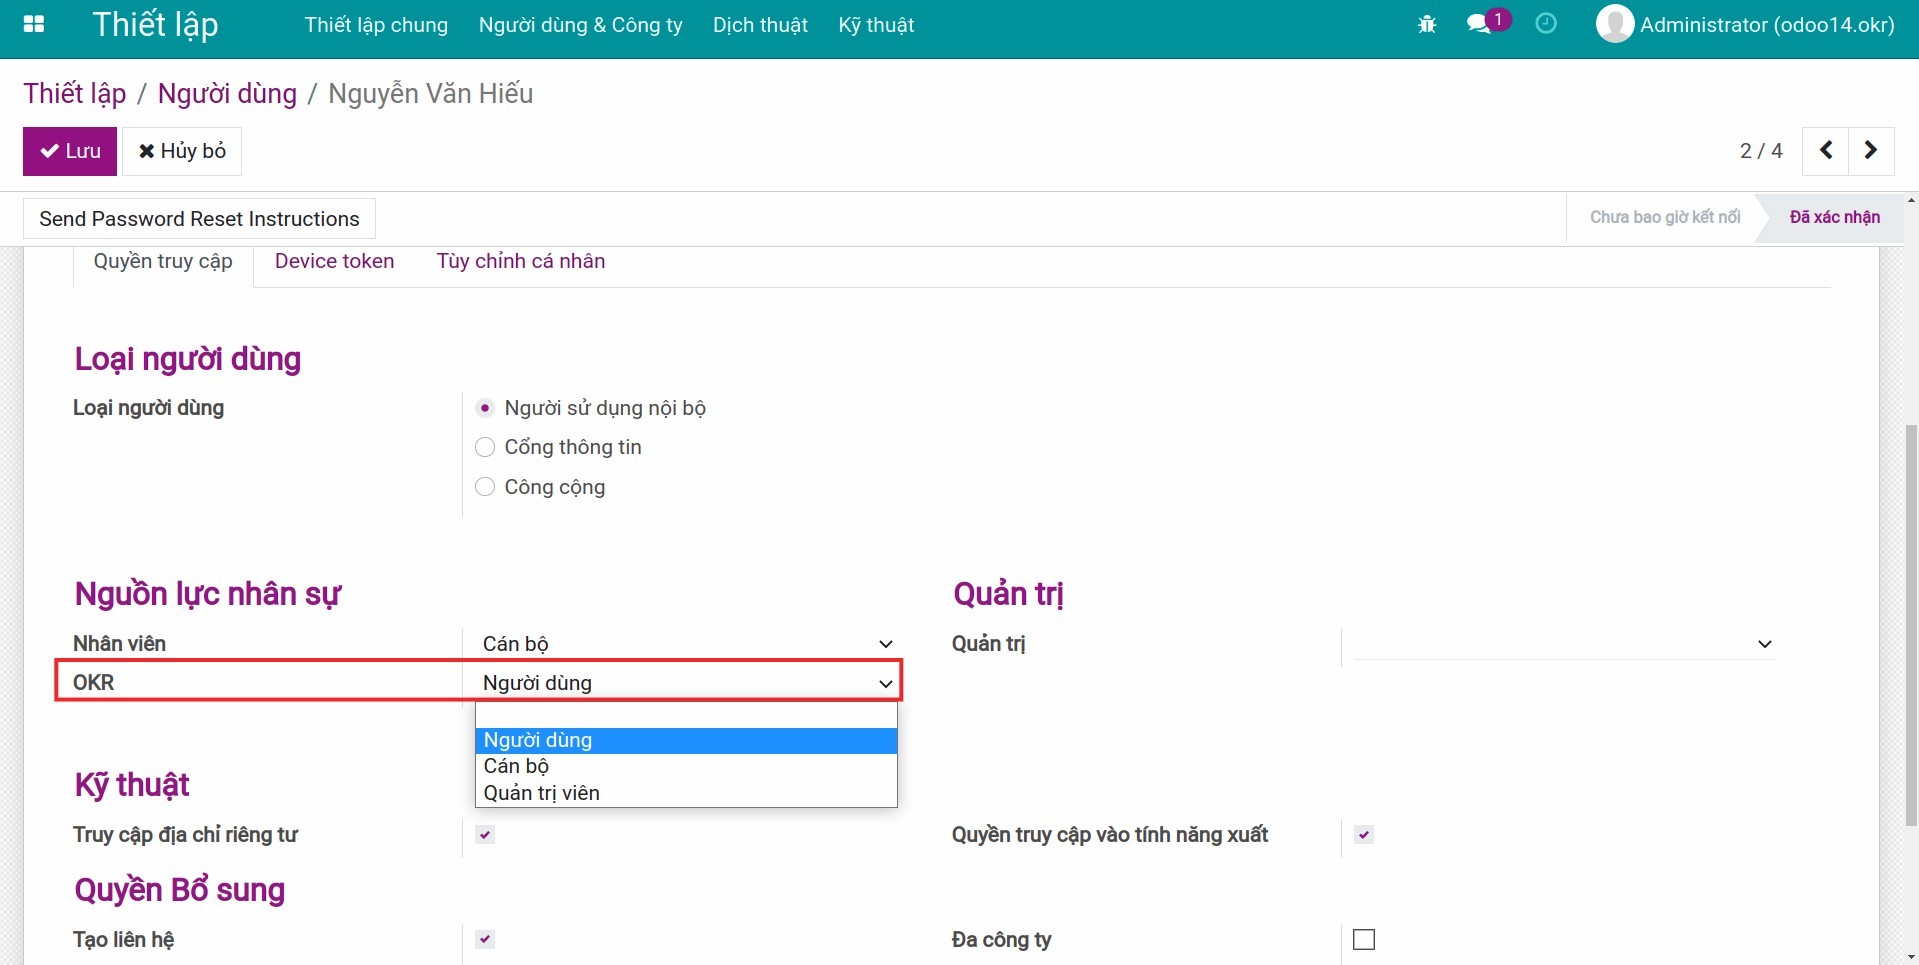 Thiết lập Thiết lập chung Người dùng & Công ty Dịch thuật Kỹ thuật 1 Administrator (odoo14.okr)
Thiết lập / Người dùng / Nguyễn Văn Hiếu
Lưu Hủy bỏ 2 / 4
Send Password Reset Instructions Chưa bao giờ kết nối Đã xác nhận
Quyền truy cập Device token Tùy chỉnh cá nhân
Loại người dùng
Loại người dùng Người sử dụng nội bộ
Cổng thông tin
Công cộng
Nguồn lực nhân sự Quản trị
Nhân viên Cán bộ Quản trị
OKR Người dùng
Người dùng
Cán bộ
Quản trị viên
Kỹ thuật
Truy cập địa chỉ riêng tư Quyền truy cập vào tính năng xuất
Quyền Bổ sung
Tạo liên hệ Đa công ty